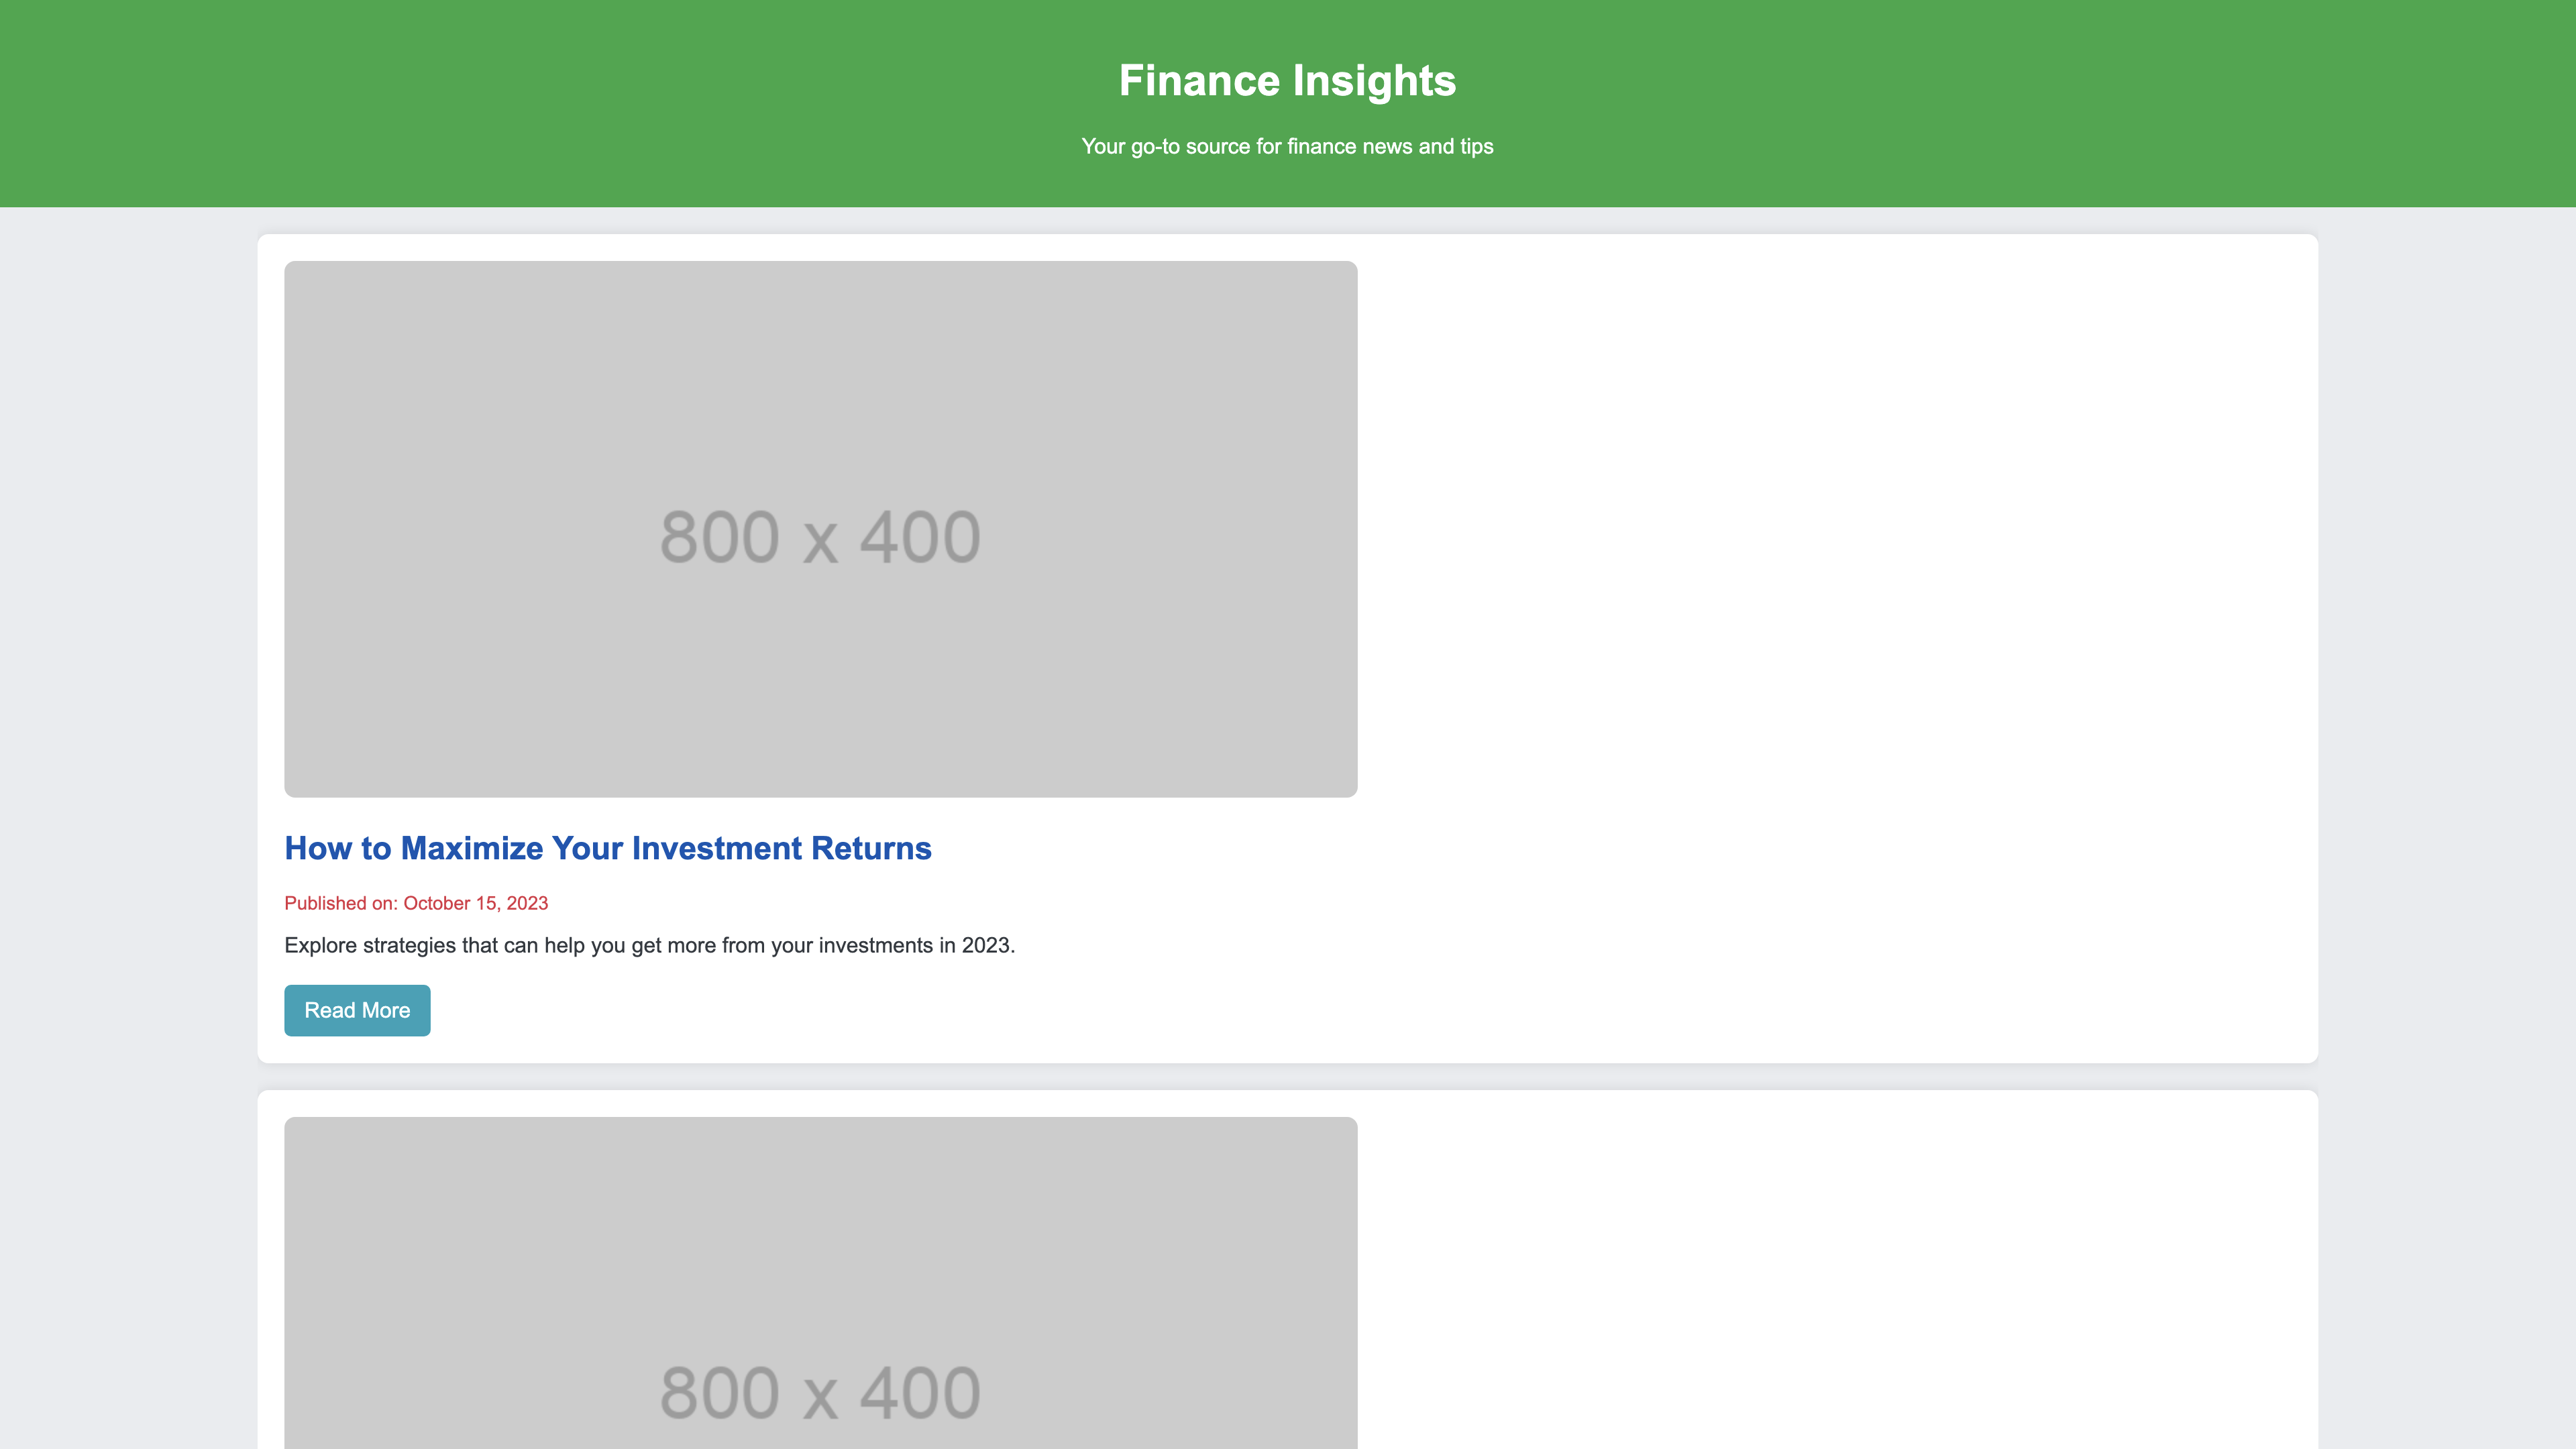 Finance Insights
Your go-to source for finance news and tips
800 x 400
How to Maximize Your Investment Returns
Published on: October 15, 2023
Explore strategies that can help you get more from your investments in 2023.
Read More
800 x 400